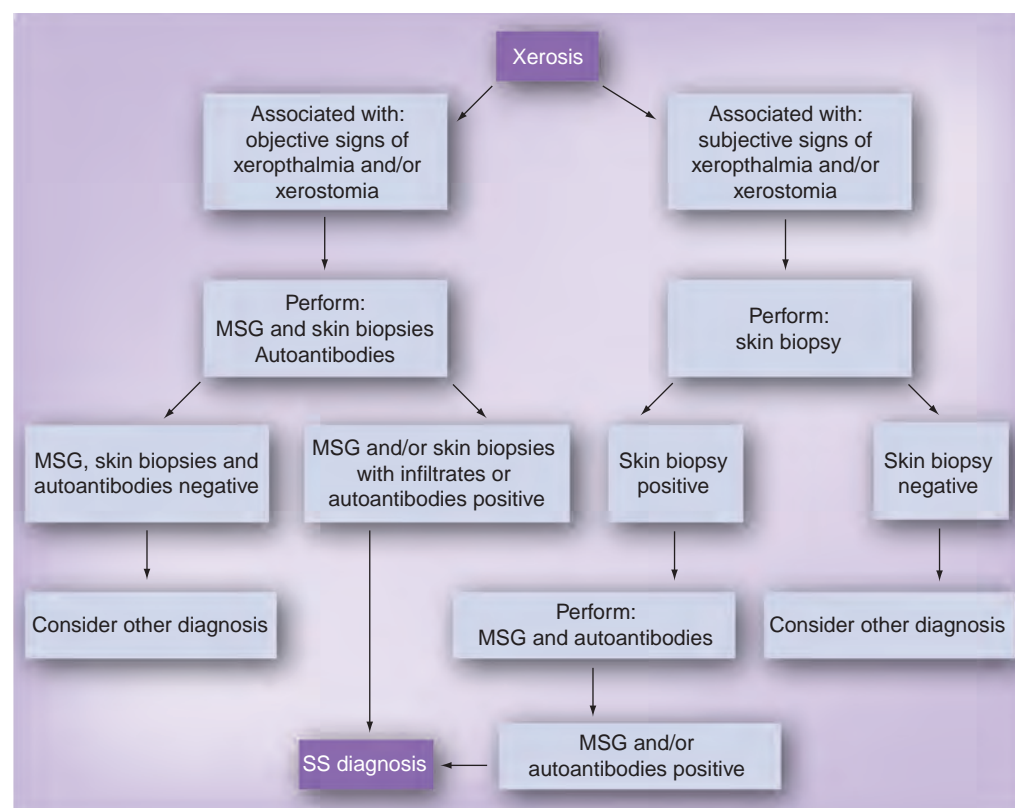 Xerosis
Associated with:
objective signs of
xeropthalmia and/or
xerostomia
Associated with:
subjective signs of
xeropthalmia and/or
xerostomia
Perform:
MSG and skin biopsies
Autoantibodies
Perform:
skin biopsy
MSG, skin biopsies and
autoantibodies negative
MSG and/or skin biopsies
with infiltrates or
autoantibodies positive
Skin biopsy
positive
Skin biopsy
negative
Consider other diagnosis
Perform:
MSG and autoantibodies
Consider other diagnosis
SS diagnosis
MSG and/or
autoantibodies positive